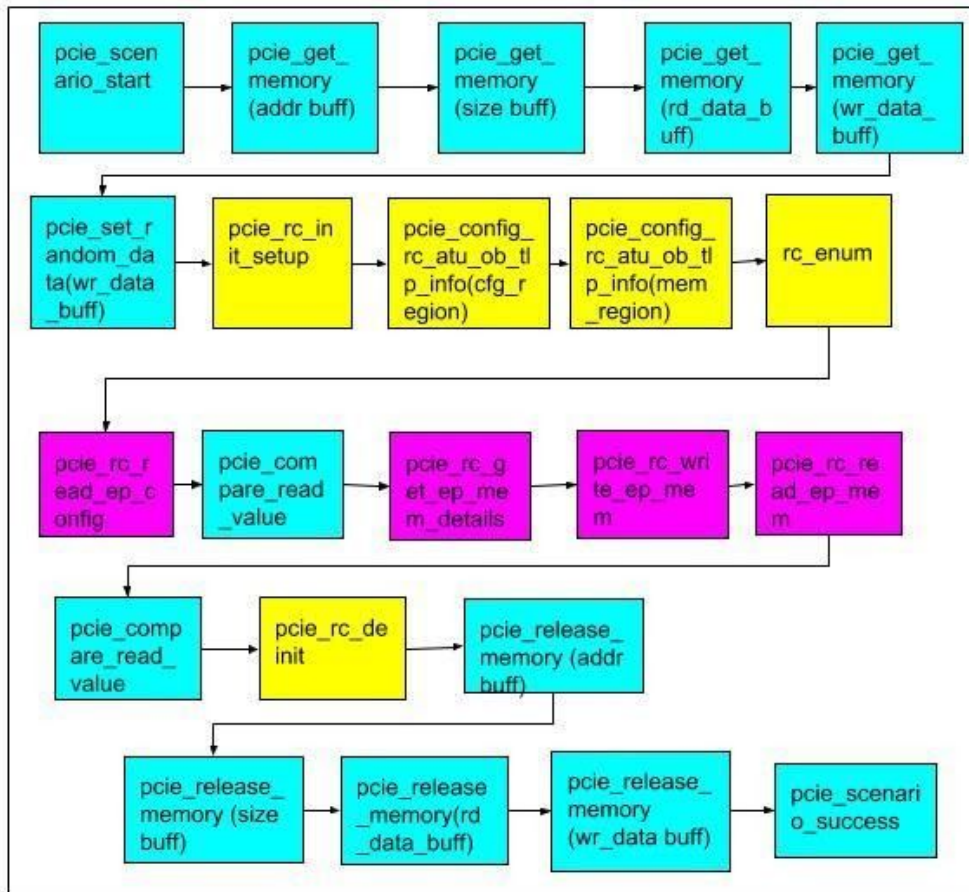 pcie_scen
ario_start
pcie_get_
memory
(addr buff)
pcie_get_
memory
(size buff)
pcie_get_
memory
(rd_data_b
uff)
pcie_get_
memory
(wr_data_
buff)
pcie_set_r
andom_da
ta(wr_data
_buff)
pcie_rc_in
it_setup
pcie_config_
rc_atu_ob_tl
p_info(cfg_r
egion)
pcie_config_
rc_atu_ob_tl
p_info(mem
_region)
rc_enum
pcie_rc_r
ead_ep_c
onfig
pcie_com
pare_read
_value
pcie_rc_g
et_ep_me
m_details
pcie_rc_wri
te_ep_me
m
pcie_rc_re
ad_ep_me
m
pcie_comp
are_read_
value
pcie_rc_de
init
pcie_release_
memory (addr
buff)
pcie_release_
memory (size
buff)
pcie_release
_memory(rd
_data_buff)
pcie_release_
memory
(wr_data buff)
pcie_scenari
o_success